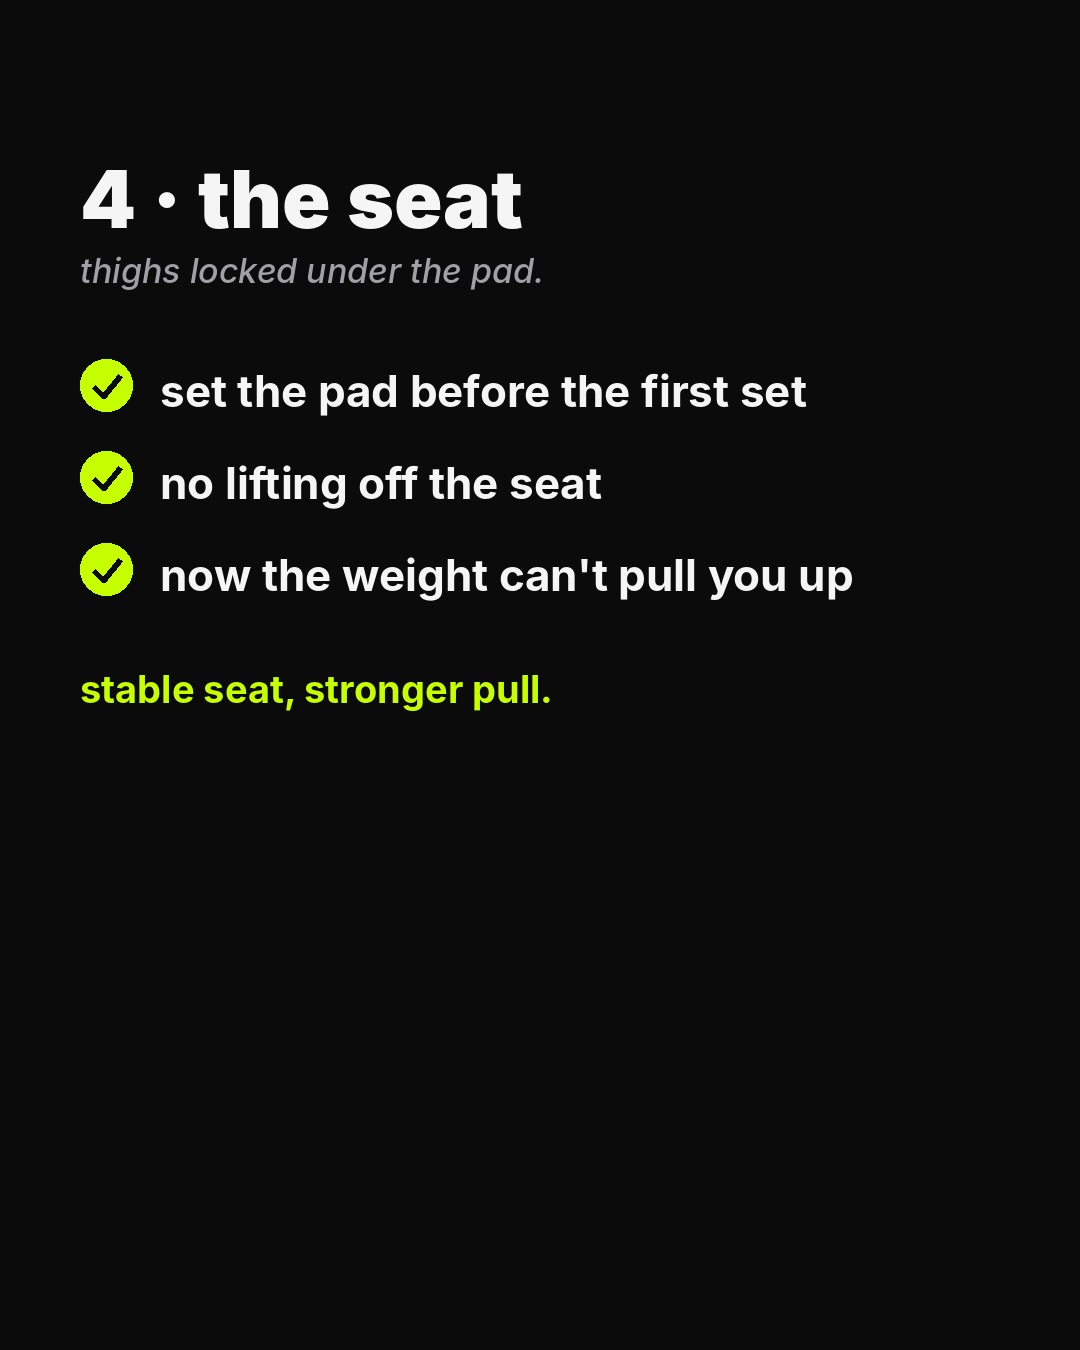 4 · the seat
thighs locked under the pad.
set the pad before the first set
no lifting off the seat
now the weight can't pull you up
stable seat, stronger pull.